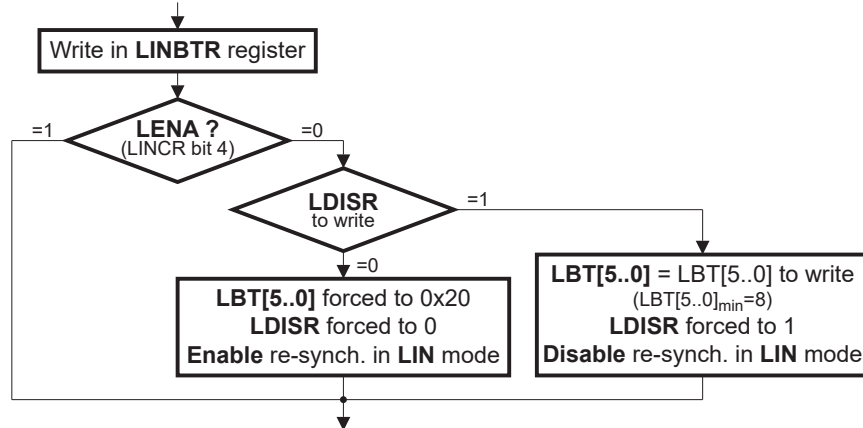 Write in LINBTR register
LENA ?
(LINCR bit 4)
=1
=0
LDISR
to write
=1
=0
LBT[5..0] forced to 0x20
LDISR forced to 0
Enable re-synch. in LIN mode
LBT[5..0] = LBT[5..0] to write
(LBT[5..0]min=8)
LDISR forced to 1
Disable re-synch. in LIN mode